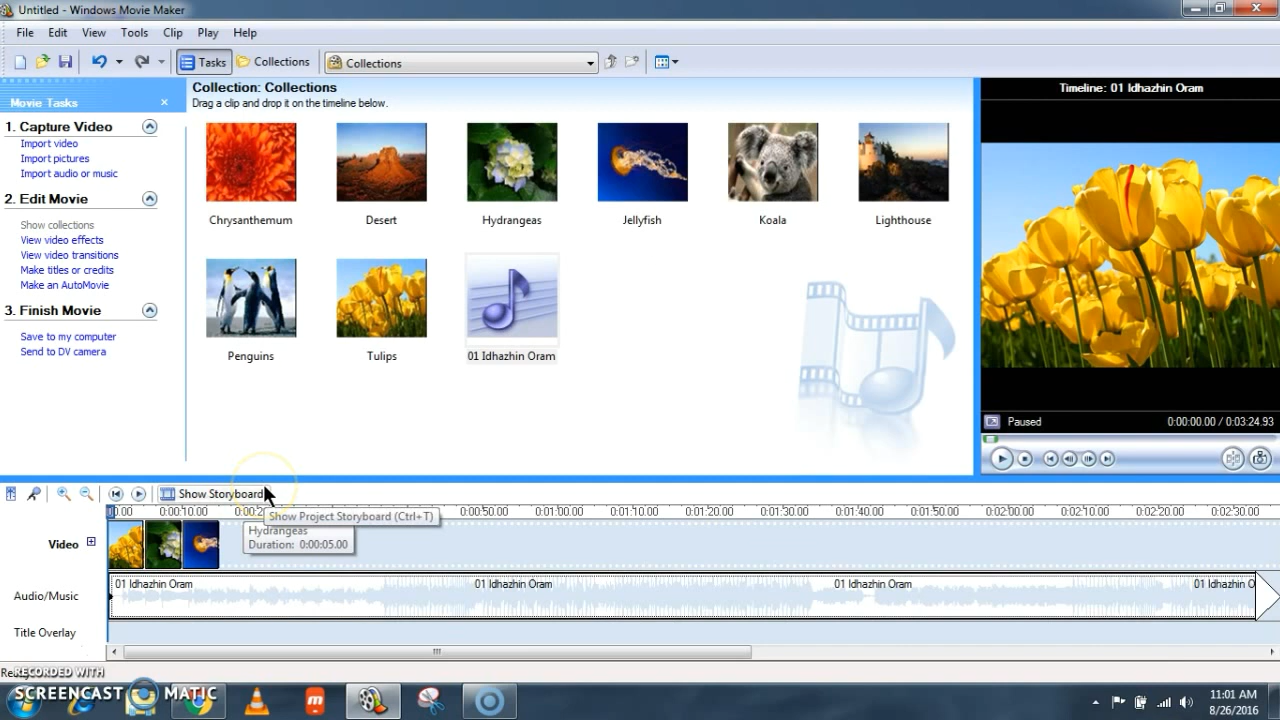 Untitled - Windows Movie Maker
File Edit View Tools Clip Play Help
Tasks Collections Collections
Movie Tasks
1. Capture Video
Import video
Import pictures
Import audio or music
2. Edit Movie
Show collections
View video effects
View video transitions
Make titles or credits
Make an AutoMovie
3. Finish Movie
Save to my computer
Send to DV camera
Collection: Collections
Drag a clip and drop it on the timeline below.
Chrysanthemum Desert Hydrangeas Jellyfish Koala Lighthouse
Penguins Tulips 01 Idhazhin Oram
Timeline: 01 Idhazhin Oram
Paused 0:00:00.00 / 0:03:24.93
Show Storyboard
0:00:10.00 0:00:50.00 0:01:00.00 0:01:10.00 0:01:20.00 0:01:30.00 0:01:40.00 0:01:50.00 0:02:00.00 0:02:10.00 0:02:20.00 0:02:30.00
Show Project Storyboard (Ctrl+T)
Hydrangeas
Duration: 0:00:05.00
Video
Audio/Music
01 Idhazhin Oram 01 Idhazhin Oram 01 Idhazhin Oram 01 Idhazhin O
Title Overlay
RECORDED WITH
SCREENCAST MATIC
11:01 AM
8/26/2016